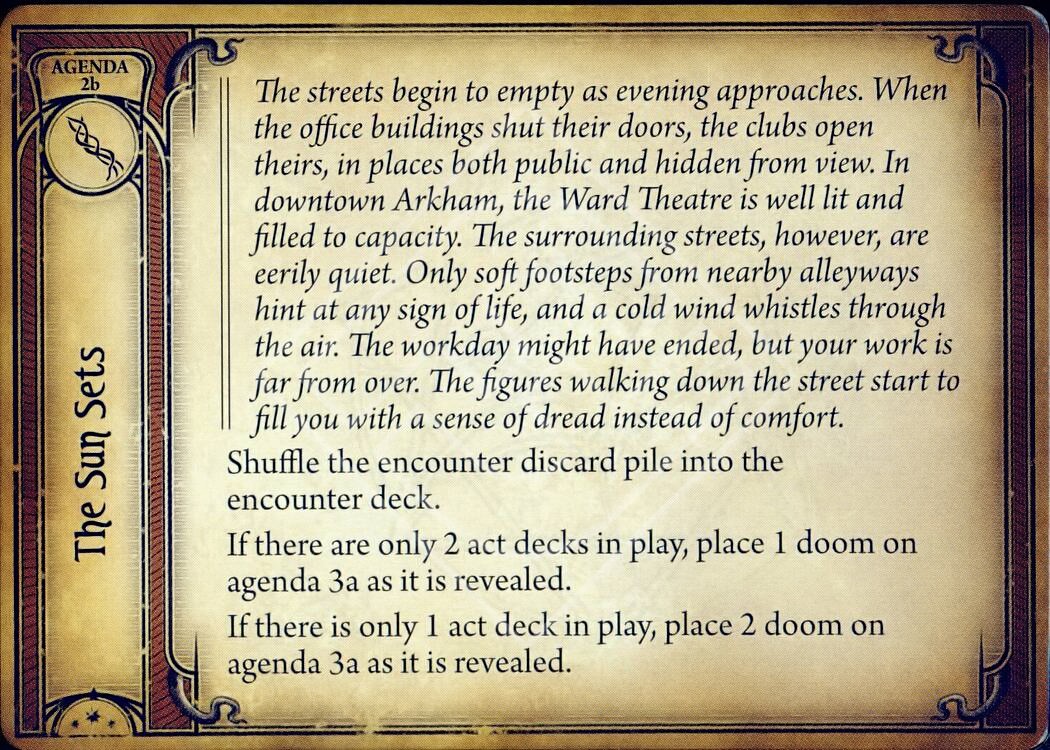 AGENDA
2b
The Sun Sets
The streets begin to empty as evening approaches. When
the office buildings shut their doors, the clubs open
theirs, in places both public and hidden from view. In
downtown Arkham, the Ward Theatre is well lit and
filled to capacity. The surrounding streets, however, are
eerily quiet. Only soft footsteps from nearby alleyways
hint at any sign of life, and a cold wind whistles through
the air. The workday might have ended, but your work is
far from over. The figures walking down the street start to
fill you with a sense of dread instead of comfort.
Shuffle the encounter discard pile into the
encounter deck.
If there are only 2 act decks in play, place 1 doom on
agenda 3a as it is revealed.
If there is only 1 act deck in play, place 2 doom on
agenda 3a as it is revealed.